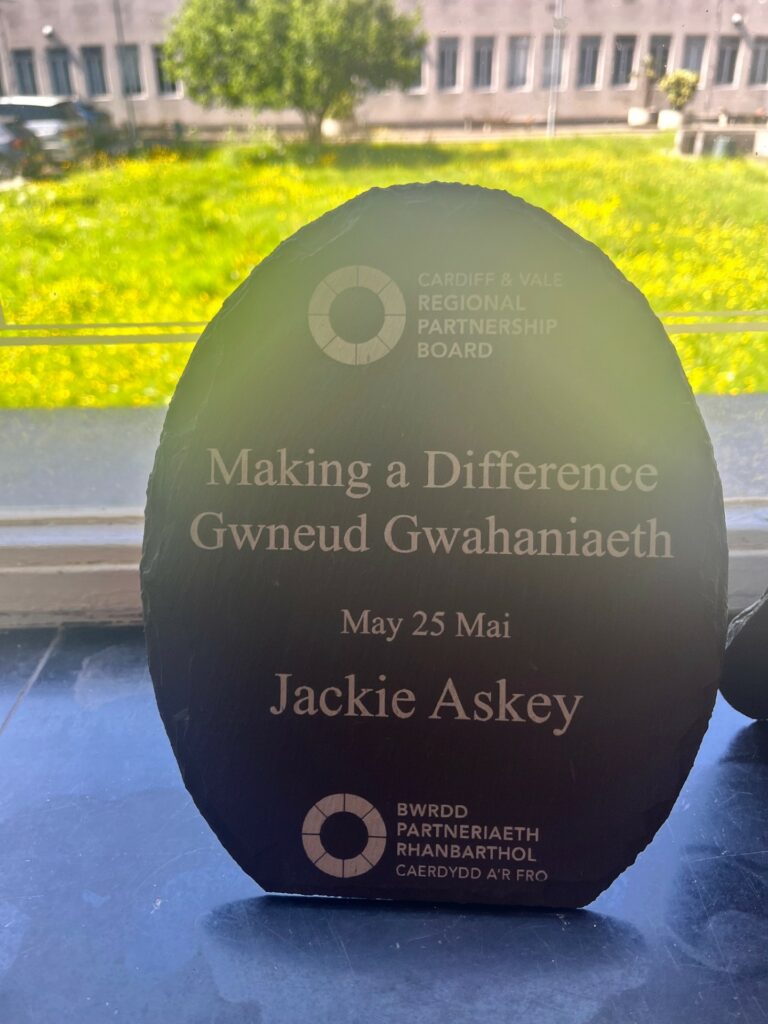 CARDIFF & VALE
REGIONAL
PARTNERSHIP
BOARD
Making a Difference
Gwneud Gwahaniaeth
May 25 Mai
Jackie Askey
BWRDD
PARTNERIAETH
RHANBARTHOL
CAERDYDD A'R FRO